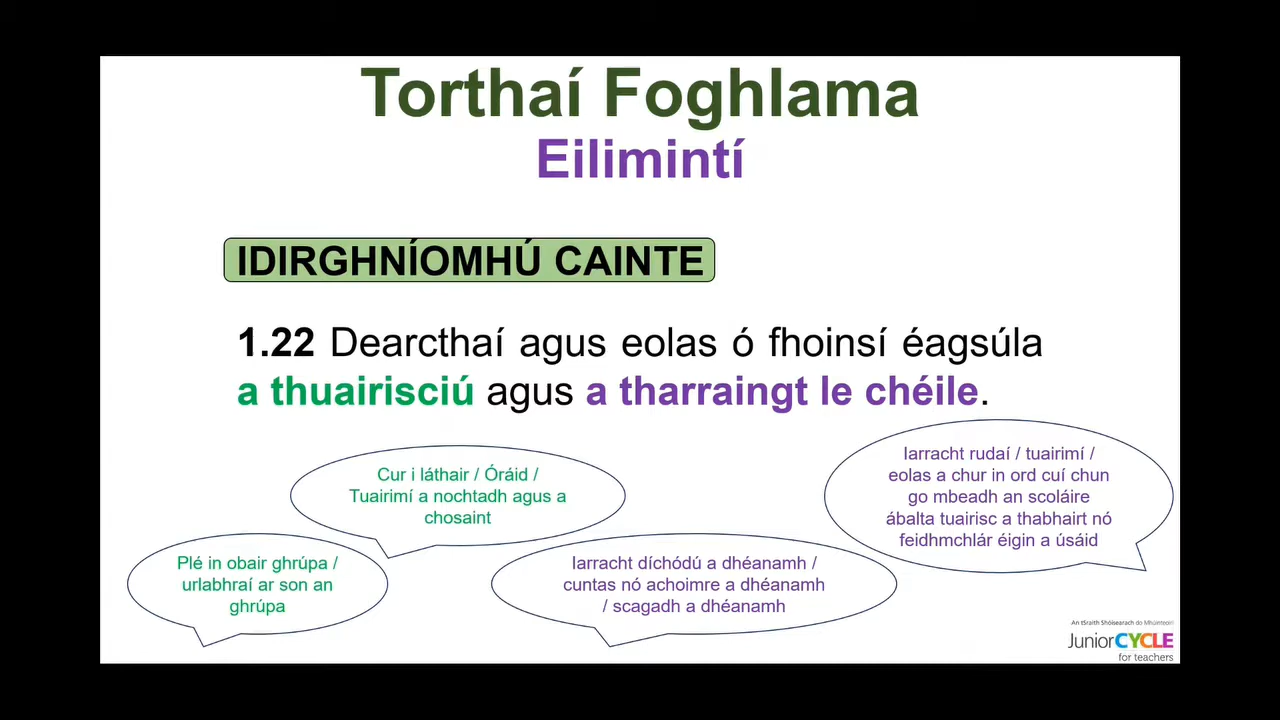 Torthaí Foghlama
Eilimintí
IDIRGHNÍOMHÚ CAINTE
1.22 Dearcthaí agus eolas ó fhoinsí éagsúla
a thuairisciú agus a tharraingt le chéile.
Cur i láthair / Óráid /
Tuairimí a nochtadh agus a
chosaint
Iarracht rudaí / tuairimí /
eolas a chur in ord cuí chun
go mbeadh an scoláire
ábalta tuairisc a thabhairt nó
feidhmchlár éigin a úsáid
Plé in obair ghrúpa /
urlabhraí ar son an
ghrúpa
Iarracht díchódú a dhéanamh /
cuntas nó achoimre a dhéanamh
/ scagadh a dhéanamh
An tSraith Shóisearach do Mhúinteoirí
JuniorCYCLE
for teachers